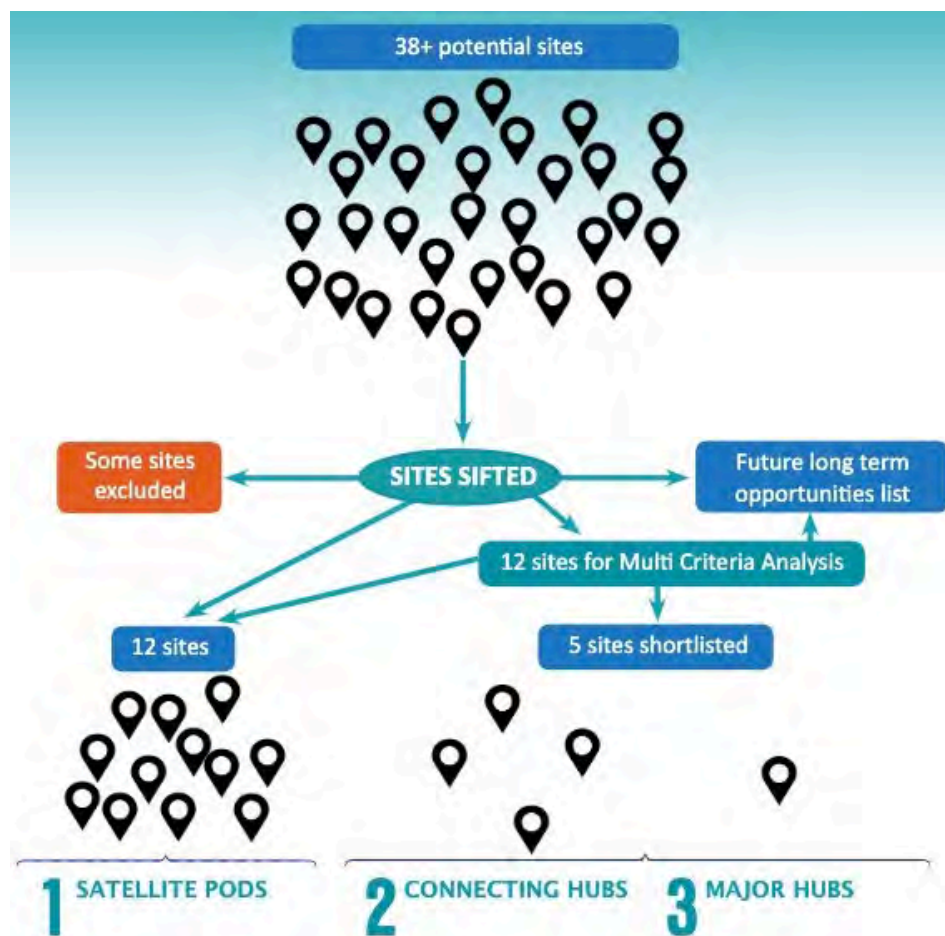 38+ potential sites
Some sites
excluded
SITES SIFTED
Future long term
opportunities list
12 sites for Multi Criteria Analysis
12 sites
5 sites shortlisted
1 SATELLITE PODS
2 CONNECTING HUBS
3 MAJOR HUBS